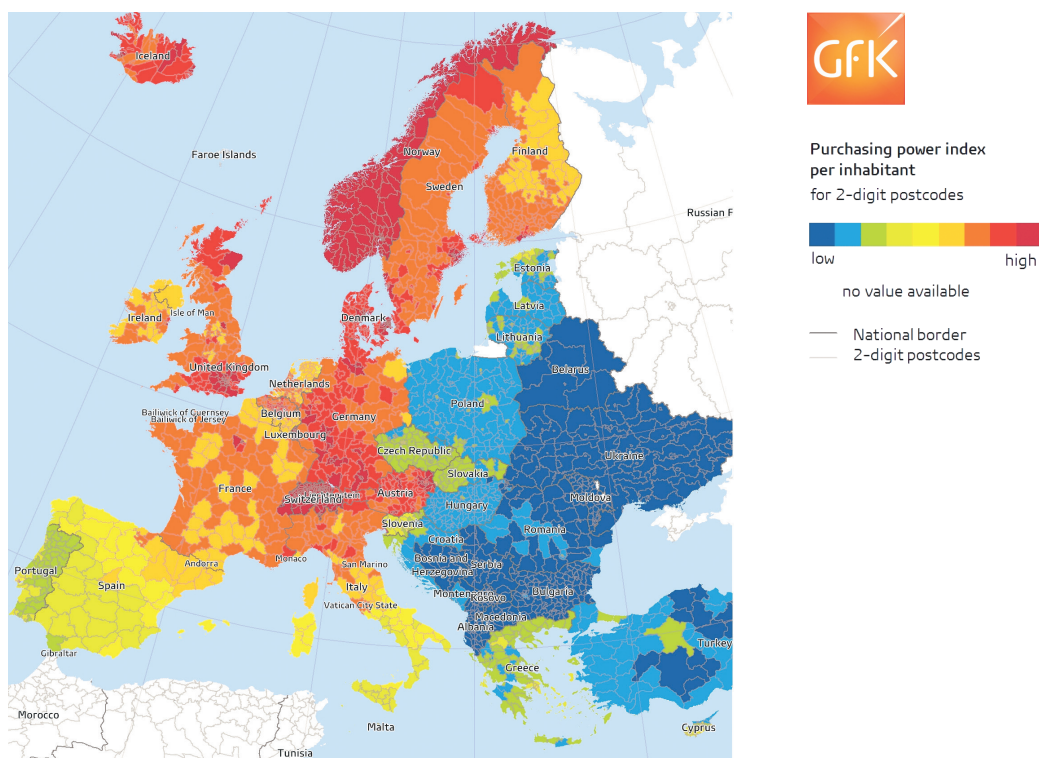 Iceland
Faroe Islands
Norway
Finland
Sweden
Russian F
Estonia
Latvia
Lithuania
Ireland
Isle of Man
Denmark
United Kingdom
Netherlands
Belarus
Bailiwick of Guernsey
Bailiwick of Jersey
Belgium
Germany
Poland
Luxembourg
Czech Republic
Ukraine
Slovakia
France
Switzerland
Liechtenstein
Austria
Moldova
Hungary
Slovenia
Romania
Croatia
Andorra
Monaco
San Marino
Bosnia and
Herzegovina
Serbia
Portugal
Spain
Italy
Montenegro
Kosovo
Bulgaria
Vatican City State
Macedonia
Albania
Turkey
Gibraltar
Greece
Morocco
Malta
Cyprus
Tunisia
GfK
Purchasing power index
per inhabitant
for 2-digit postcodes
low high
no value available
National border
2-digit postcodes